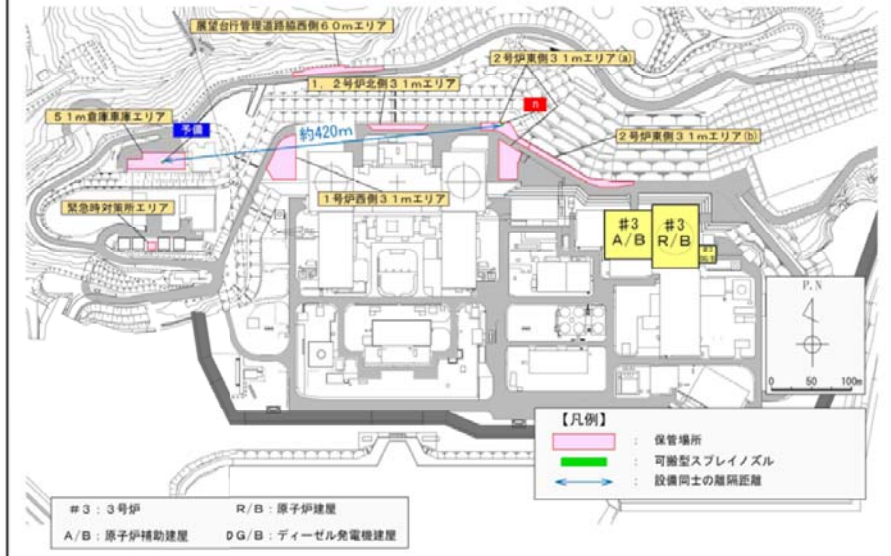 展望台行管理道路脇西側60mエリア
2号炉東側31mエリア(a)
1，2号炉北側31mエリア
n
51m倉庫車庫エリア
予備
約420m
2号炉東側31mエリア(b)
緊急時対策所エリア
1号炉西側31mエリア
#3
A/B
#3
R/B
P.N
0 50 100m
【凡例】
： 保管場所
： 可搬型スプレイノズル
： 設備同士の離隔距離
#3：3号炉 R/B：原子炉建屋
A/B：原子炉補助建屋 DG/B：ディーゼル発電機建屋